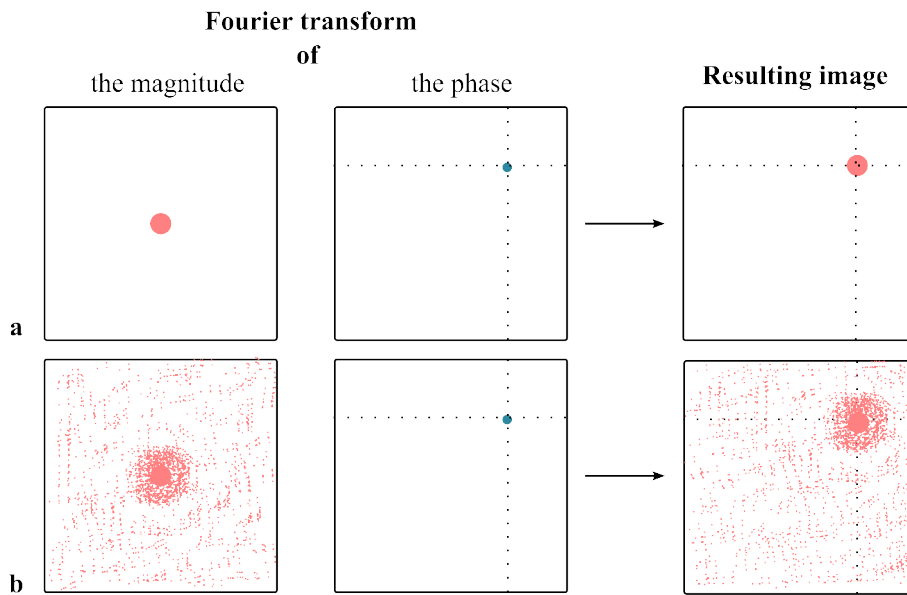 Fourier transform
of
the magnitude
the phase
Resulting image
a
b